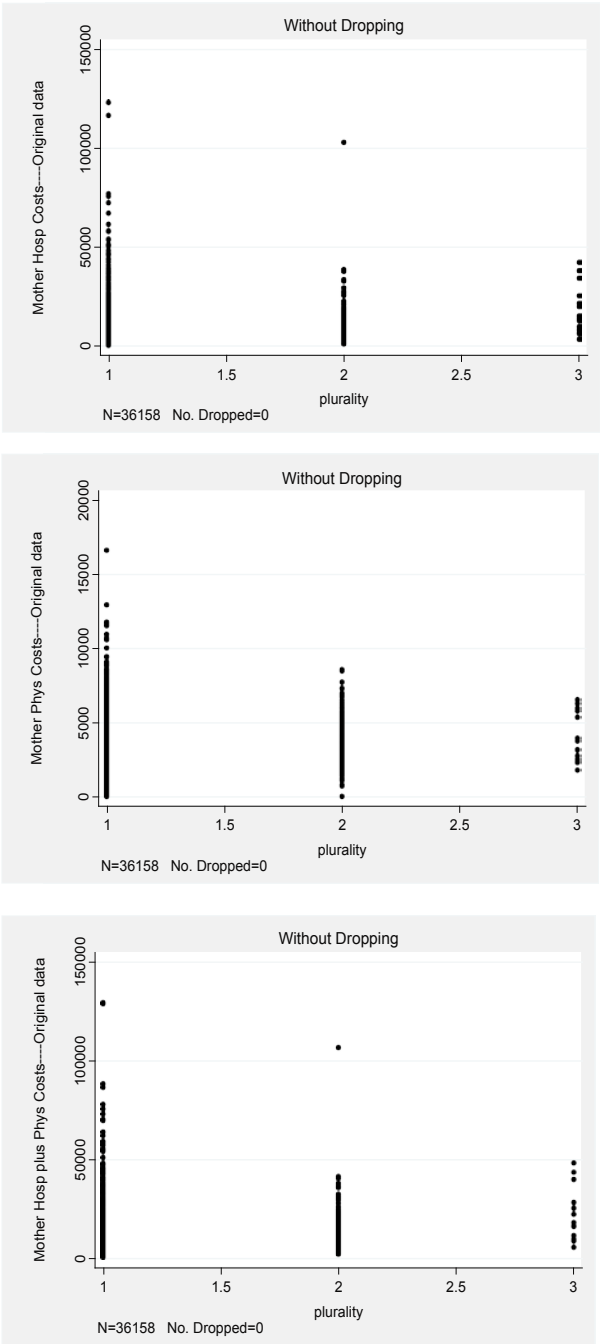 Without Dropping
Mother Hosp Costs----Original data
150000
100000
50000
0
1 1.5 2 2.5 3
plurality
N=36158 No. Dropped=0
Without Dropping
Mother Phys Costs----Original data
20000
15000
10000
5000
0
1 1.5 2 2.5 3
plurality
N=36158 No. Dropped=0
Without Dropping
Mother Hosp plus Phys Costs----Original data
150000
100000
50000
0
1 1.5 2 2.5 3
plurality
N=36158 No. Dropped=0